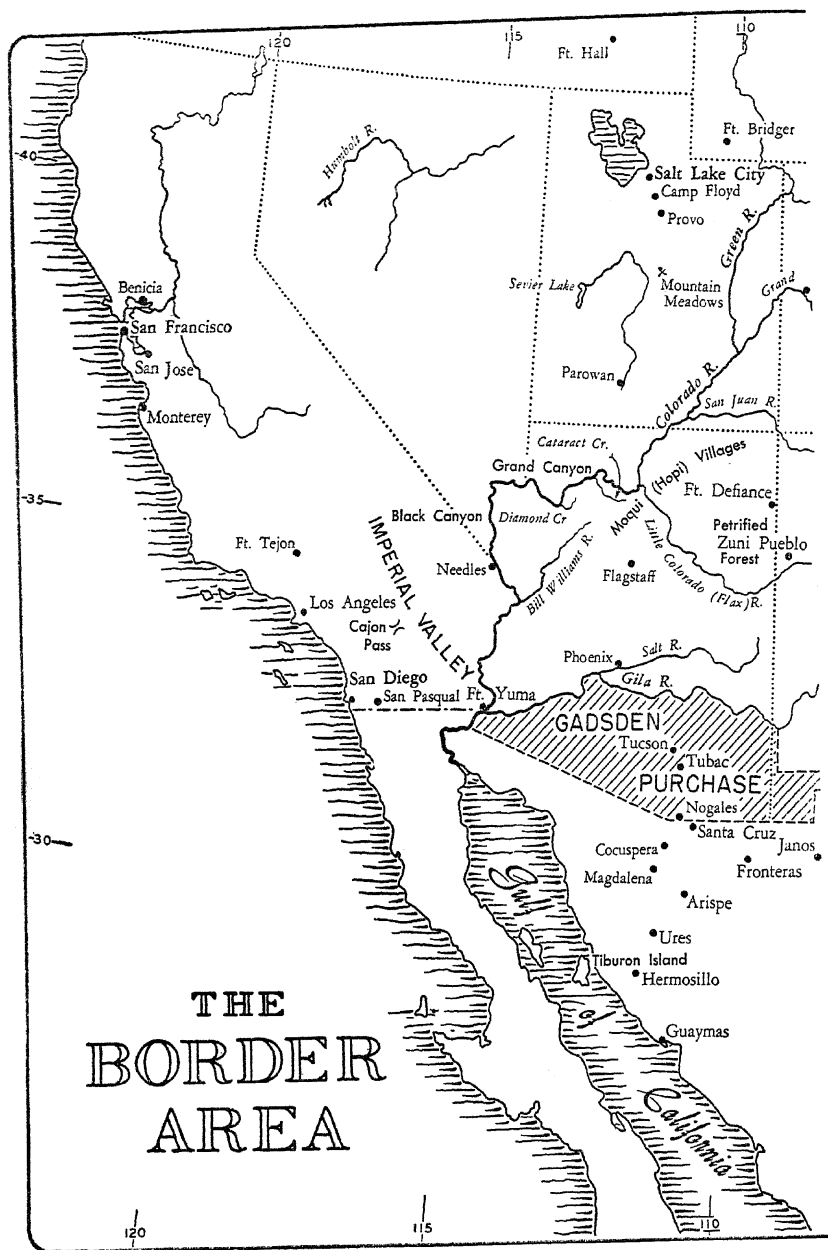 120
115
110
Ft. Hall
Ft. Bridger
-40
Humbolt R.
Salt Lake City
Camp Floyd
Provo
Green R.
Benicia
Sevier Lake
Mountain
Meadows
Grand
San Francisco
San Jose
Parowan
Colorado R.
San Juan R.
Monterey
Cataract Cr.
Grand Canyon
Moqui (Hopi) Villages
-35
Ft. Defiance
Black Canyon
Diamond Cr
Petrified
Zuni Pueblo
Forest
Ft. Tejon
IMPERIAL VALLEY
Needles
Bill Williams R.
Flagstaff
Little Colorado (Flax) R.
Los Angeles
Cajon
Pass
Phoenix
Salt R.
San Diego
San Pasqual
Ft. Yuma
Gila R.
GADSDEN
Tucson
Tubac
PURCHASE
Nogales
Santa Cruz
-30
Cocuspera
Janos
Magdalena
Fronteras
Arispe
Ures
Tiburon Island
Hermosillo
Gulf of California
Guaymas
THE
BORDER
AREA
120
115
110